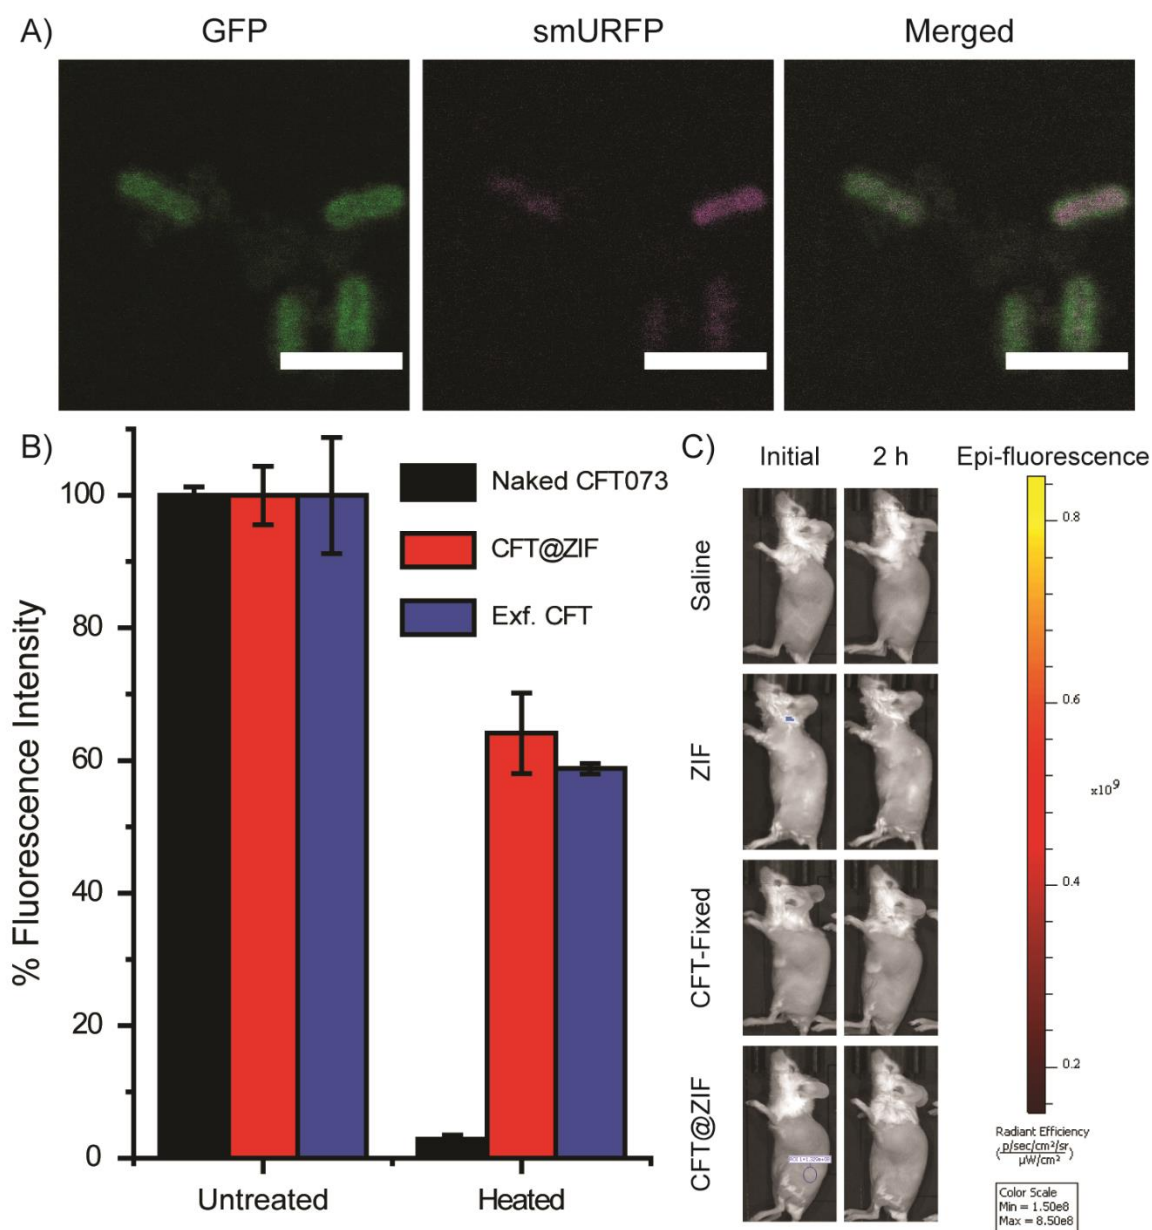 A)
GFP
smURFP
Merged
B)
% Fluorescence Intensity
100
80
60
40
20
0
Naked CFT073
CFT@ZIF
Exf. CFT
Untreated
Heated
C)
Initial
2 h
Epi-fluorescence
Saline
ZIF
CFT-Fixed
CFT@ZIF
0.8
0.6
x10⁹
0.4
0.2
Radiant Efficiency
(p/sec/cm²/sr / µW/cm²)
Color Scale
Min = 1.50e8
Max = 8.50e8